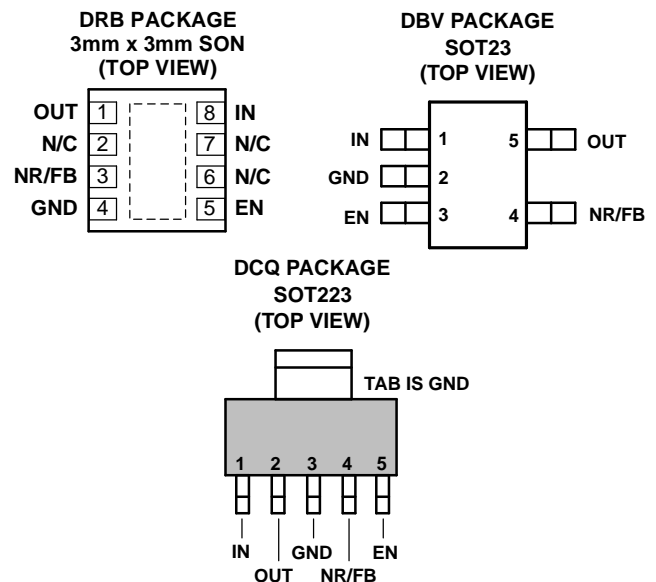 DRB PACKAGE
3mm x 3mm SON
(TOP VIEW)
OUT 1 8 IN
N/C 2 7 N/C
NR/FB 3 6 N/C
GND 4 5 EN
DBV PACKAGE
SOT23
(TOP VIEW)
IN 1 5 OUT
GND 2
EN 3 4 NR/FB
DCQ PACKAGE
SOT223
(TOP VIEW)
TAB IS GND
1 2 3 4 5
IN GND EN
OUT NR/FB